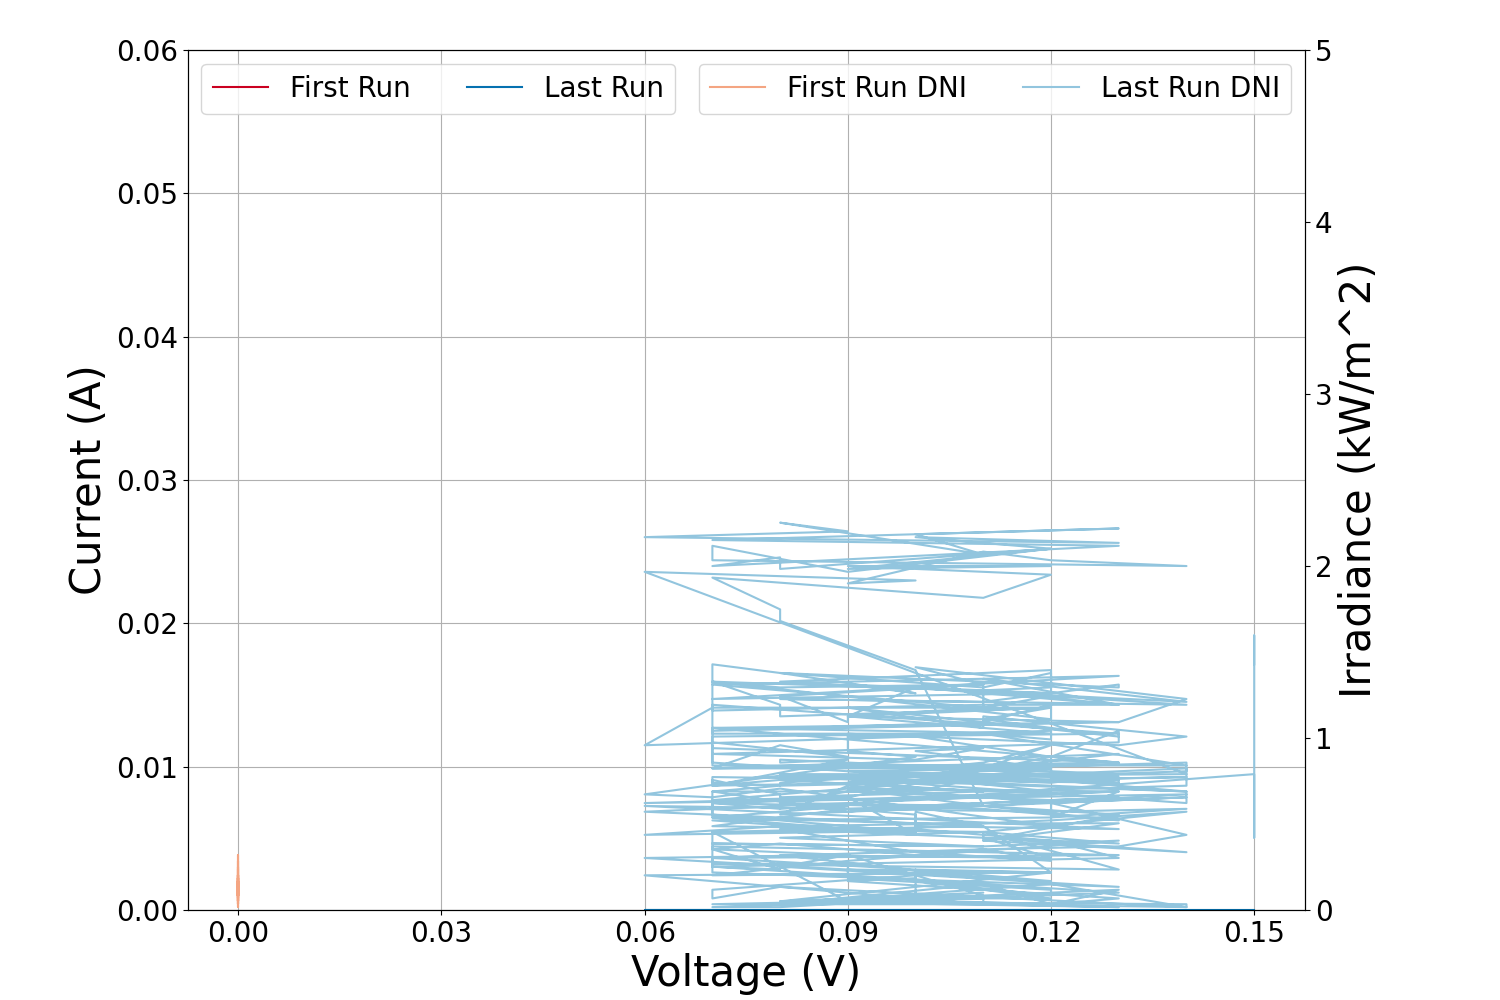 First Run
Last Run
First Run DNI
Last Run DNI
Current (A)
0.06
0.05
0.04
0.03
0.02
0.01
0.00
5
4
3
2
1
0
Irradiance (kW/m^2)
0.00 0.03 0.06 0.09 0.12 0.15
Voltage (V)